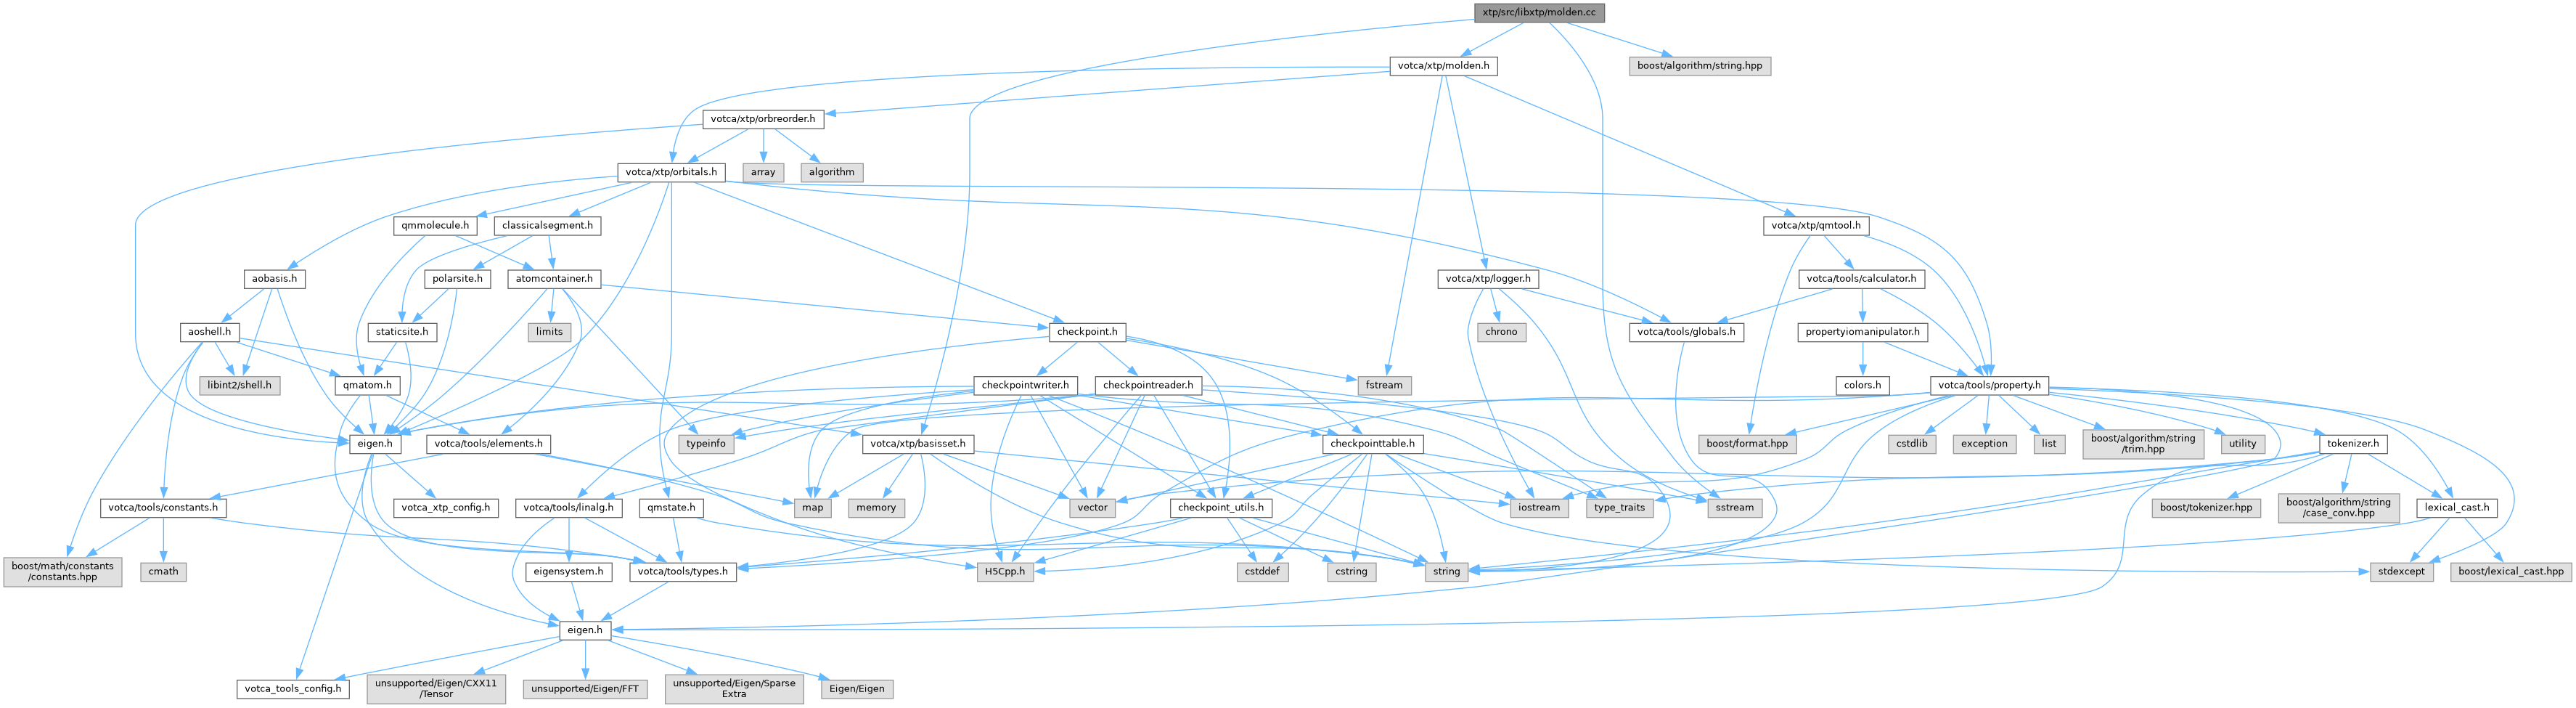 xtp/src/libxtp/molden.cc
votca/xtp/molden.h
boost/algorithm/string.hpp
votca/xtp/orbreorder.h
votca/xtp/orbitals.h
array
algorithm
qmmolecule.h
classicalsegment.h
votca/xtp/qmtool.h
aobasis.h
polarsite.h
atomcontainer.h
votca/xtp/logger.h
votca/tools/calculator.h
aoshell.h
staticsite.h
limits
checkpoint.h
chrono
votca/tools/globals.h
propertyiomanipulator.h
libint2/shell.h
qmatom.h
checkpointwriter.h
checkpointreader.h
fstream
colors.h
votca/tools/property.h
eigen.h
votca/tools/elements.h
typeinfo
votca/xtp/basisset.h
checkpointtable.h
boost/format.hpp
cstdlib
exception
list
boost/algorithm/string
/trim.hpp
utility
tokenizer.h
votca/tools/constants.h
votca_xtp_config.h
votca/tools/linalg.h
qmstate.h
map
memory
vector
checkpoint_utils.h
iostream
type_traits
sstream
boost/tokenizer.hpp
boost/algorithm/string
/case_conv.hpp
lexical_cast.h
boost/math/constants
/constants.hpp
cmath
eigensystem.h
votca/tools/types.h
H5Cpp.h
cstddef
cstring
string
stdexcept
boost/lexical_cast.hpp
eigen.h
votca_tools_config.h
unsupported/Eigen/CXX11
/Tensor
unsupported/Eigen/FFT
unsupported/Eigen/Sparse
Extra
Eigen/Eigen